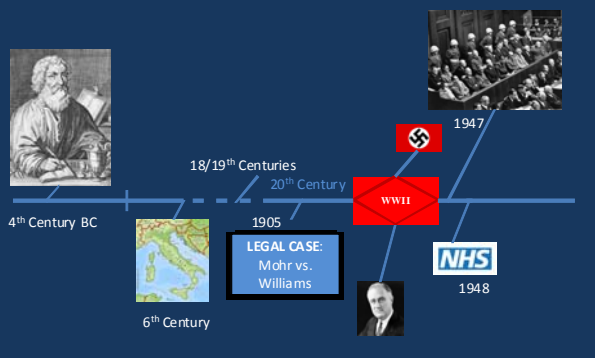 1947
18/19th Centuries
20th Century
WWII
4th Century BC
1905
LEGAL CASE:
Mohr vs.
Williams
NHS
1948
6th Century